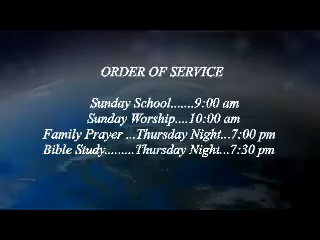 ORDER OF SERVICE
Sunday School.......9:00 am
Sunday Worship....10:00 am
Family Prayer ...Thursday Night...7:00 pm
Bible Study.........Thursday Night...7:30 pm